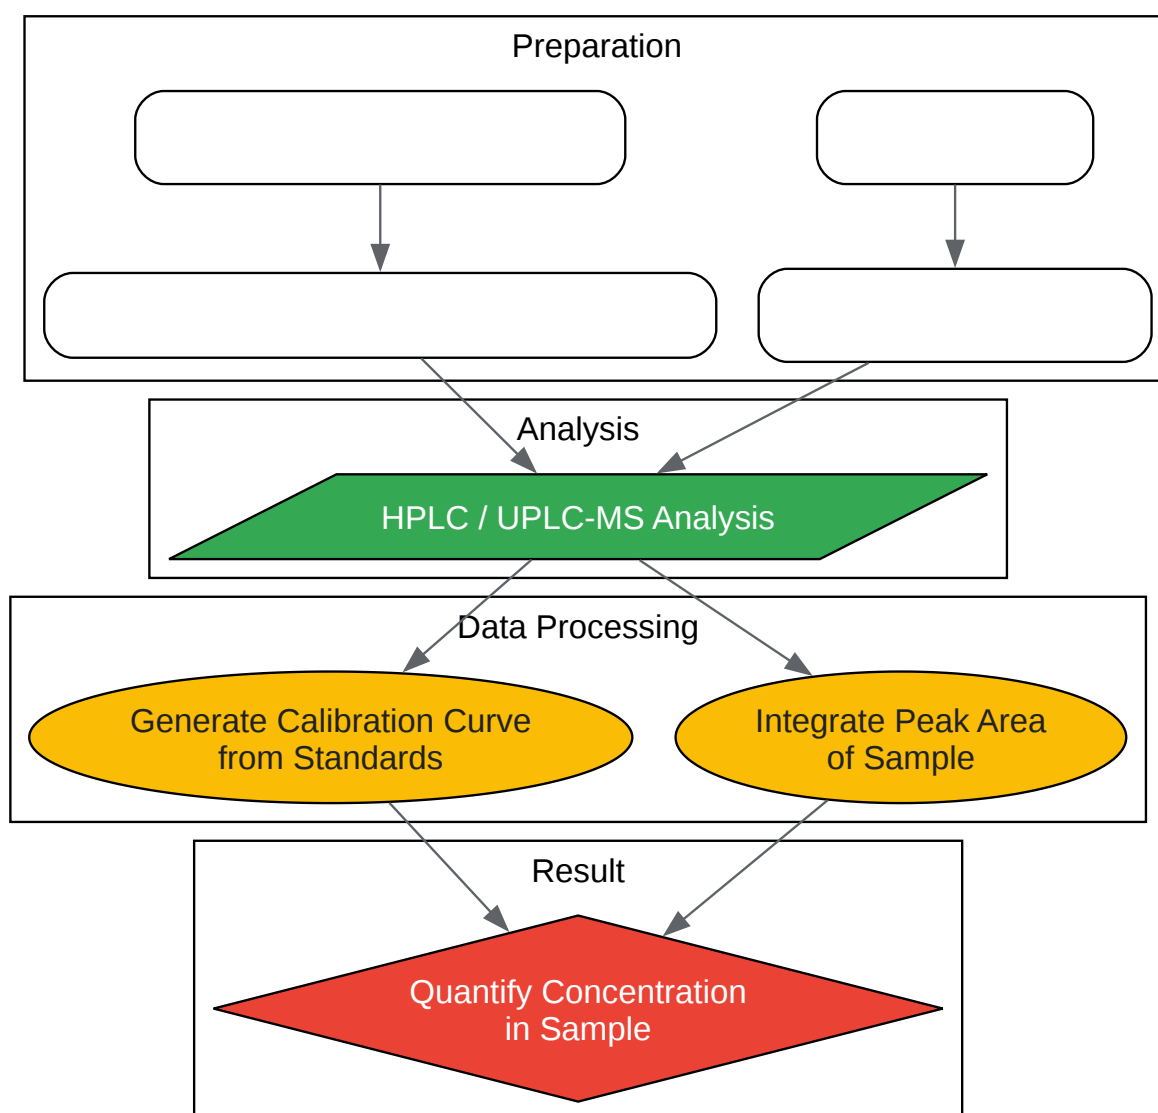 Preparation
Analysis
HPLC / UPLC-MS Analysis
Data Processing
Generate Calibration Curve
from Standards
Integrate Peak Area
of Sample
Result
Quantify Concentration
in Sample